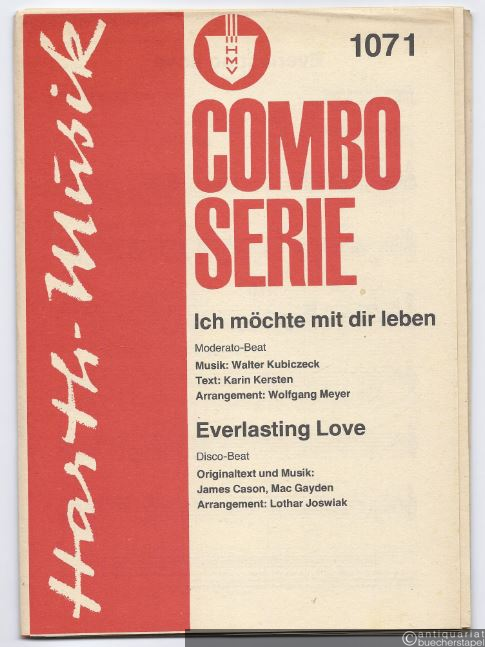 Harth-Musik
HMV
1071
COMBO
SERIE
Ich möchte mit dir leben
Moderato-Beat
Musik: Walter Kubiczeck
Text: Karin Kersten
Arrangement: Wolfgang Meyer
Everlasting Love
Disco-Beat
Originaltext und Musik:
James Cason, Mac Gayden
Arrangement: Lothar Joswiak
©antiquariat
buecherstapel